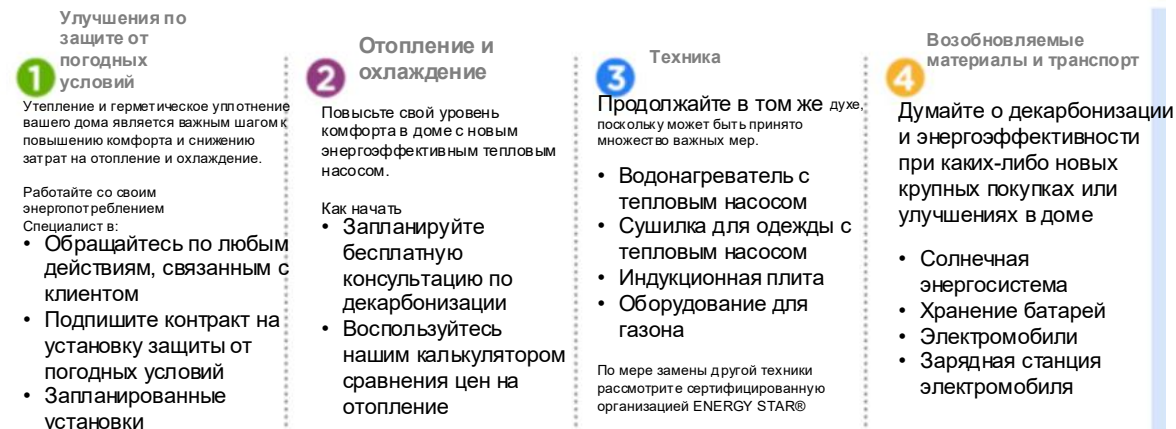 Улучшения по
защите от
погодных
условий
1
Утепление и герметическое уплотнение
вашего дома является важным шагом к
повышению комфорта и снижению
затрат на отопление и охлаждение.
Работайте со своим
энергопотреблением
Специалист в:
• Обращайтесь по любым
действиям, связанным с
клиентом
• Подпишите контракт на
установку защиты от
погодных условий
• Запланированные
установки
Отопление и
2 охлаждение
Повысьте свой уровень
комфорта в доме с новым
энергоэффективным тепловым
насосом.
Как начать
• Запланируйте
бесплатную
консультацию по
декарбонизации
• Воспользуйтесь
нашим калькулятором
сравнения цен на
отопление
Техника
3
Продолжайте в том же духе,
поскольку может быть принято
множество важных мер.
• Водонагреватель с
тепловым насосом
• Сушилка для одежды с
тепловым насосом
• Индукционная плита
• Оборудование для
газона
По мере замены другой техники
рассмотрите сертифицированную
организацией ENERGY STAR®
Возобновляемые
материалы и транспорт
4
Думайте о декарбонизации
и энергоэффективности
при каких-либо новых
крупных покупках или
улучшениях в доме
• Солнечная
энергосистема
• Хранение батарей
• Электромобили
• Зарядная станция
электромобиля